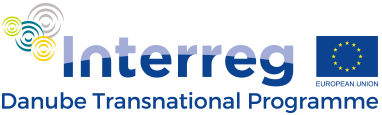 Interreg
EUROPEAN UNION
Danube Transnational Programme